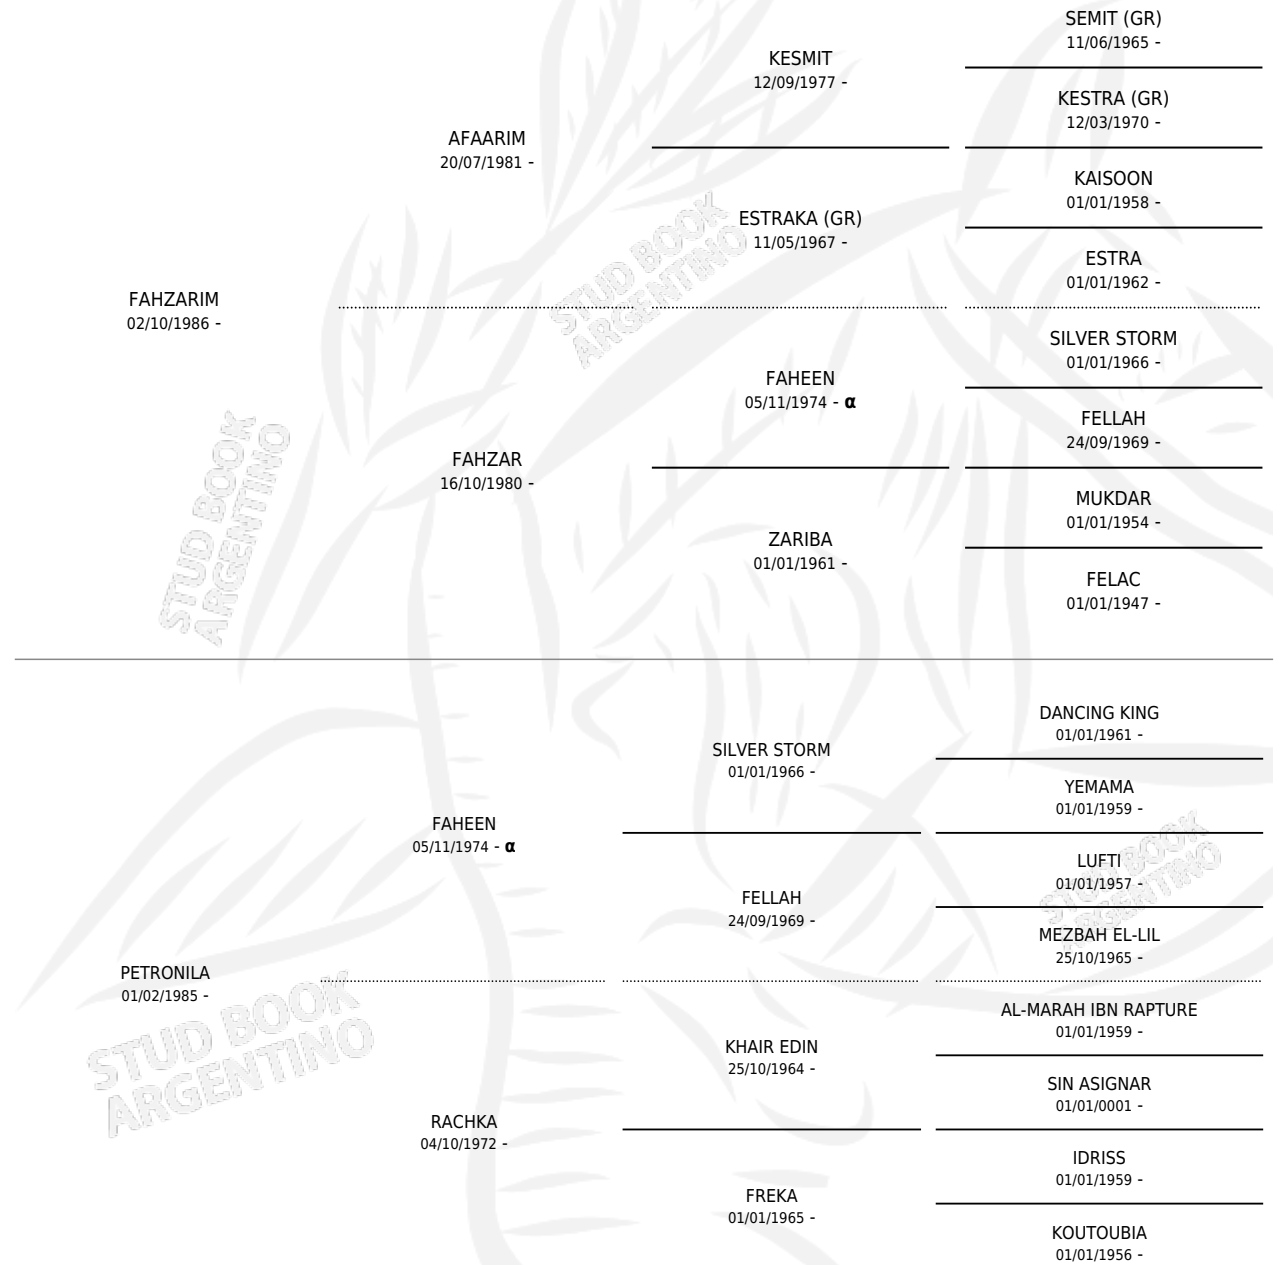 SEMIT (GR)
11/06/1965 -
KESMIT
12/09/1977 -
KESTRA (GR)
12/03/1970 -
AFAARIM
20/07/1981 -
KAISOON
01/01/1958 -
ESTRAKA (GR)
11/05/1967 -
ESTRA
01/01/1962 -
FAHZARIM
02/10/1986 -
STUD BOOK
ARGENTINO
SILVER STORM
01/01/1966 -
FAHEEN
05/11/1974 - α
FELLAH
24/09/1969 -
FAHZAR
16/10/1980 -
MUKDAR
01/01/1954 -
ZARIBA
01/01/1961 -
FELAC
01/01/1947 -
STUD BOOK
ARGENTINO
DANCING KING
01/01/1961 -
SILVER STORM
01/01/1966 -
YEMAMA
01/01/1959 -
FAHEEN
05/11/1974 - α
LUFTI
01/01/1957 -
STUD BOOK
ARGENTINO
FELLAH
24/09/1969 -
MEZBAH EL-LIL
25/10/1965 -
PETRONILA
01/02/1985 -
STUD BOOK
ARGENTINO
AL-MARAH IBN RAPTURE
01/01/1959 -
KHAIR EDIN
25/10/1964 -
SIN ASIGNAR
01/01/0001 -
RACHKA
04/10/1972 -
IDRISS
01/01/1959 -
FREKA
01/01/1965 -
KOUTOUBIA
01/01/1956 -